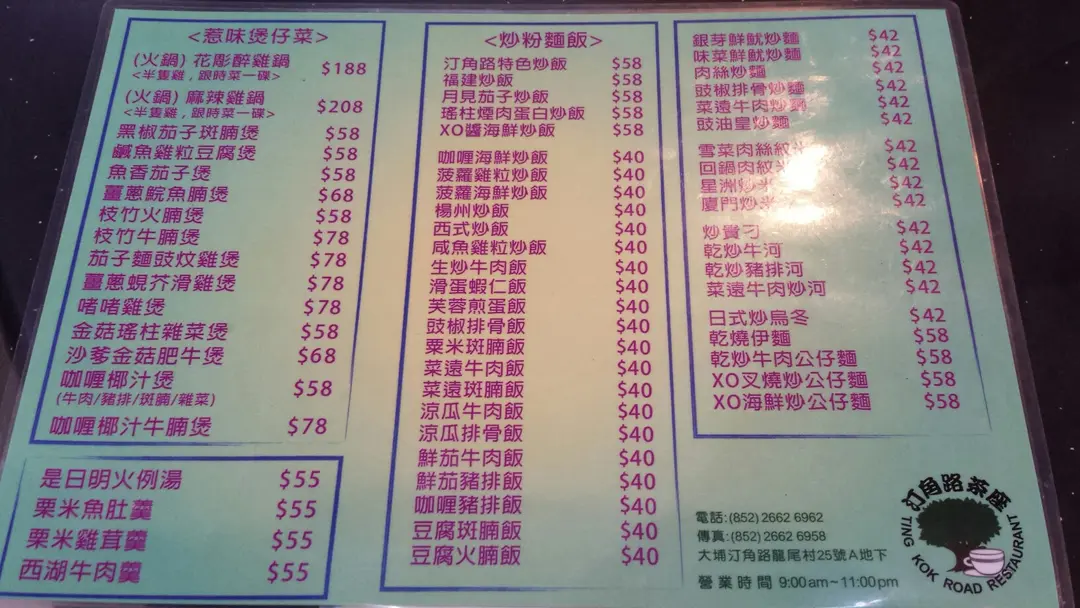 <惹味煲仔菜>
(火鍋) 花彫醉雞鍋 $188
<半隻雞，跟時菜一碟>
(火鍋) 麻辣雞鍋 $208
<半隻雞，跟時菜一碟>
黑椒茄子斑腩煲 $58
鹹魚雞粒豆腐煲 $58
魚香茄子煲 $58
薑蔥鯇魚腩煲 $68
枝竹火腩煲 $58
枝竹牛腩煲 $78
茄子麵豉炆雞煲 $78
薑蔥蜆芥滑雞煲 $78
啫啫雞煲 $78
金菇瑤柱雜菜煲 $58
沙爹金菇肥牛煲 $68
咖喱椰汁煲 $58
(牛肉/豬排/斑腩/雜菜)
咖喱椰汁牛腩煲 $78
是日明火例湯 $55
栗米魚肚羹 $55
栗米雞茸羹 $55
西湖牛肉羹 $55
<炒粉麵飯>
汀角路特色炒飯 $58
福建炒飯 $58
月見茄子炒飯 $58
瑤柱煙肉蛋白炒飯 $58
XO醬海鮮炒飯 $58
咖喱海鮮炒飯 $40
菠蘿雞粒炒飯 $40
菠蘿海鮮炒飯 $40
楊州炒飯 $40
西式炒飯 $40
咸魚雞粒炒飯 $40
生炒牛肉飯 $40
滑蛋蝦仁飯 $40
芙蓉煎蛋飯 $40
豉椒排骨飯 $40
粟米斑腩飯 $40
菜遠牛肉飯 $40
菜遠斑腩飯 $40
涼瓜牛肉飯 $40
涼瓜排骨飯 $40
鮮茄牛肉飯 $40
鮮茄豬排飯 $40
咖喱豬排飯 $40
豆腐斑腩飯 $40
豆腐火腩飯 $40
銀芽鮮魷炒麵 $42
味菜鮮魷炒麵 $42
肉絲炒麵 $42
豉椒排骨炒麵 $42
菜遠牛肉炒麵 $42
豉油皇炒麵 $42
雪菜肉絲紋米 $42
回鍋肉紋米 $42
星洲炒米 $42
廈門炒米 $42
炒貴刁 $42
乾炒牛河 $42
乾炒豬排河 $42
菜遠牛肉炒河 $42
日式炒烏冬 $42
乾燒伊麵 $58
乾炒牛肉公仔麵 $58
XO叉燒炒公仔麵 $58
XO海鮮炒公仔麵 $58
電話:(852) 2662 6962
傳真:(852) 2662 6958
大埔汀角路龍尾村25號A地下
營業時間 9:00am~11:00pm
汀角路茶座
TING KOK ROAD RESTAURANT